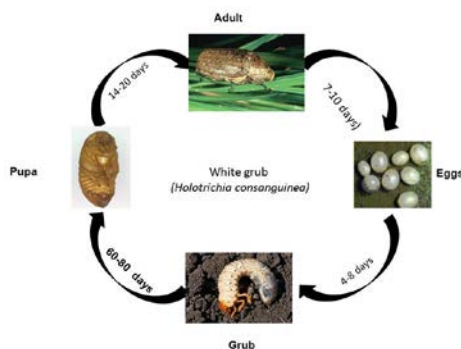 Adult
14-20 days
7-10 days)
Pupa
White grub
(Holotrichia consanguinea)
Eggs
60-80 days
4-8 days
Grub